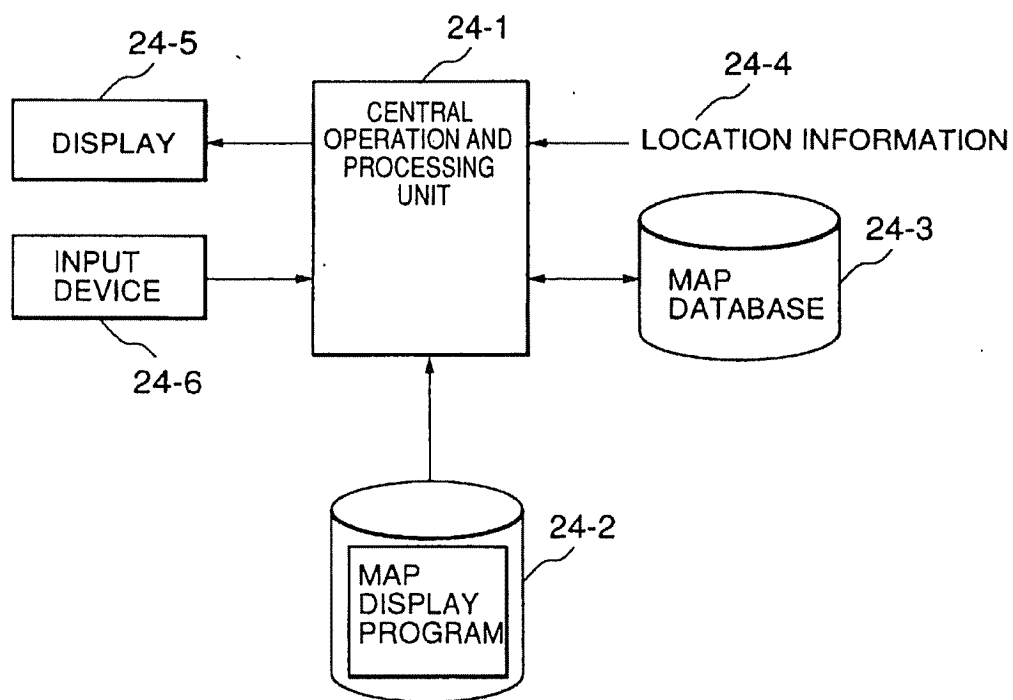 24-5
24-1
24-4
DISPLAY
CENTRAL
OPERATION AND
PROCESSING
UNIT
LOCATION INFORMATION
24-3
INPUT
DEVICE
MAP
DATABASE
24-6
24-2
MAP
DISPLAY
PROGRAM